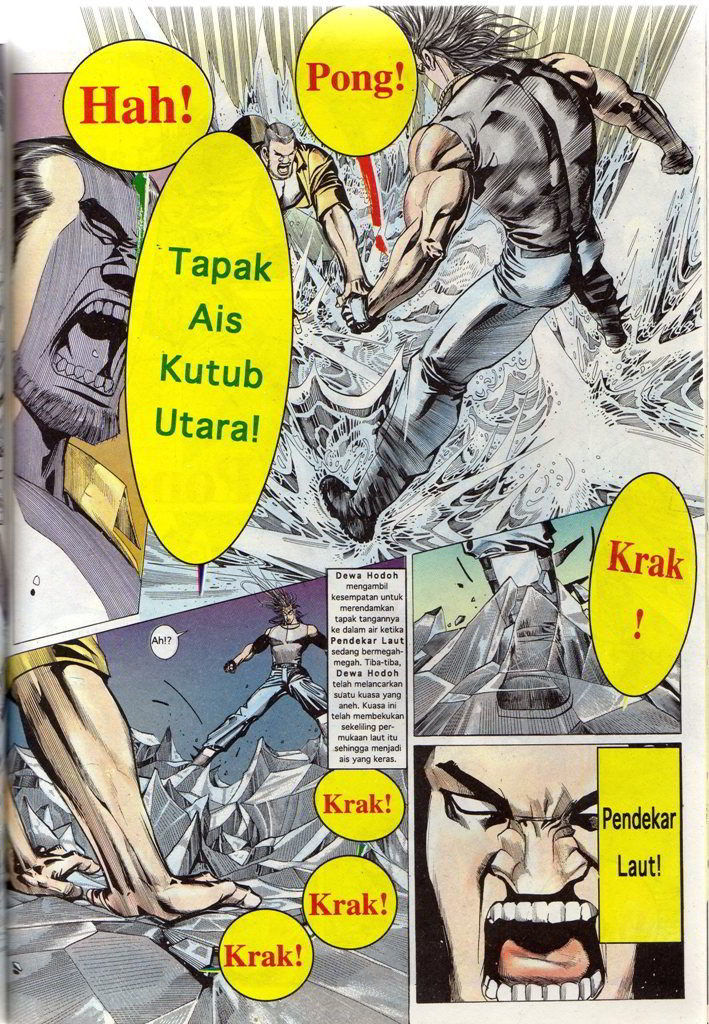 Hah!
Pong!
Tapak
Ais
Kutub
Utara!
Ah!?
Dewa Hodoh
mengambil
kesempatan untuk
merendamkan
tapak tangannya
ke dalam air ketika
Pendekar Laut
sedang bermegah-
megah. Tiba-tiba,
Dewa Hodoh
telah melancarkan
suatu kuasa yang
aneh. Kuasa ini
telah membekukan
sekeliling per-
mukaan laut itu
sehingga menjadi
ais yang keras.
Krak
!
Krak!
Krak!
Krak!
Pendekar
Laut!